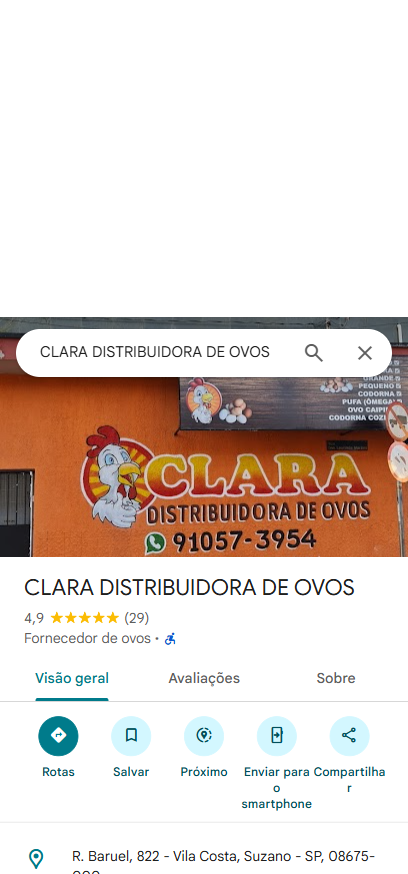 CLARA DISTRIBUIDORA DE OVOS
GRANDE
PEQUENO
CODORNA
PUFA (ÔMEGA)
OVO CAIPI
CODORNA COZI
CLARA
DISTRIBUIDORA DE OVOS
91057-3954
CLARA DISTRIBUIDORA DE OVOS
4,9 (29)
Fornecedor de ovos ·
Visão geral
Avaliações
Sobre
Rotas
Salvar
Próximo
Enviar para o smartphone
Compartilhar
R. Baruel, 822 - Vila Costa, Suzano - SP, 08675-